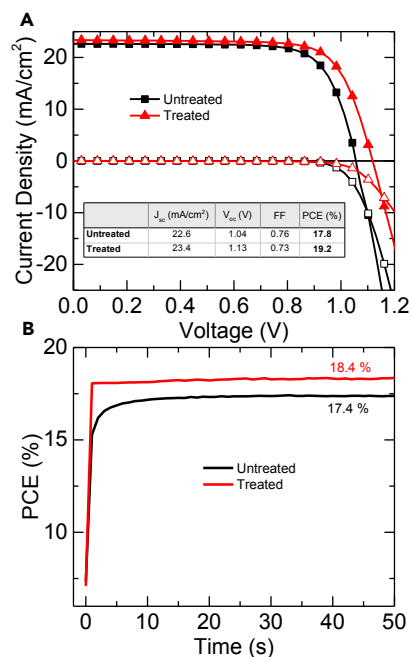 A
Current Density (mA/cm²)
20
10
0
-10
-20
Untreated
Treated
J_sc (mA/cm²) V_oc (V) FF PCE (%)
Untreated 22.6 1.04 0.76 17.8
Treated 23.4 1.13 0.73 19.2
0.0 0.2 0.4 0.6 0.8 1.0 1.2
Voltage (V)
B
PCE (%)
20
15
10
18.4 %
17.4 %
Untreated
Treated
0 10 20 30 40 50
Time (s)